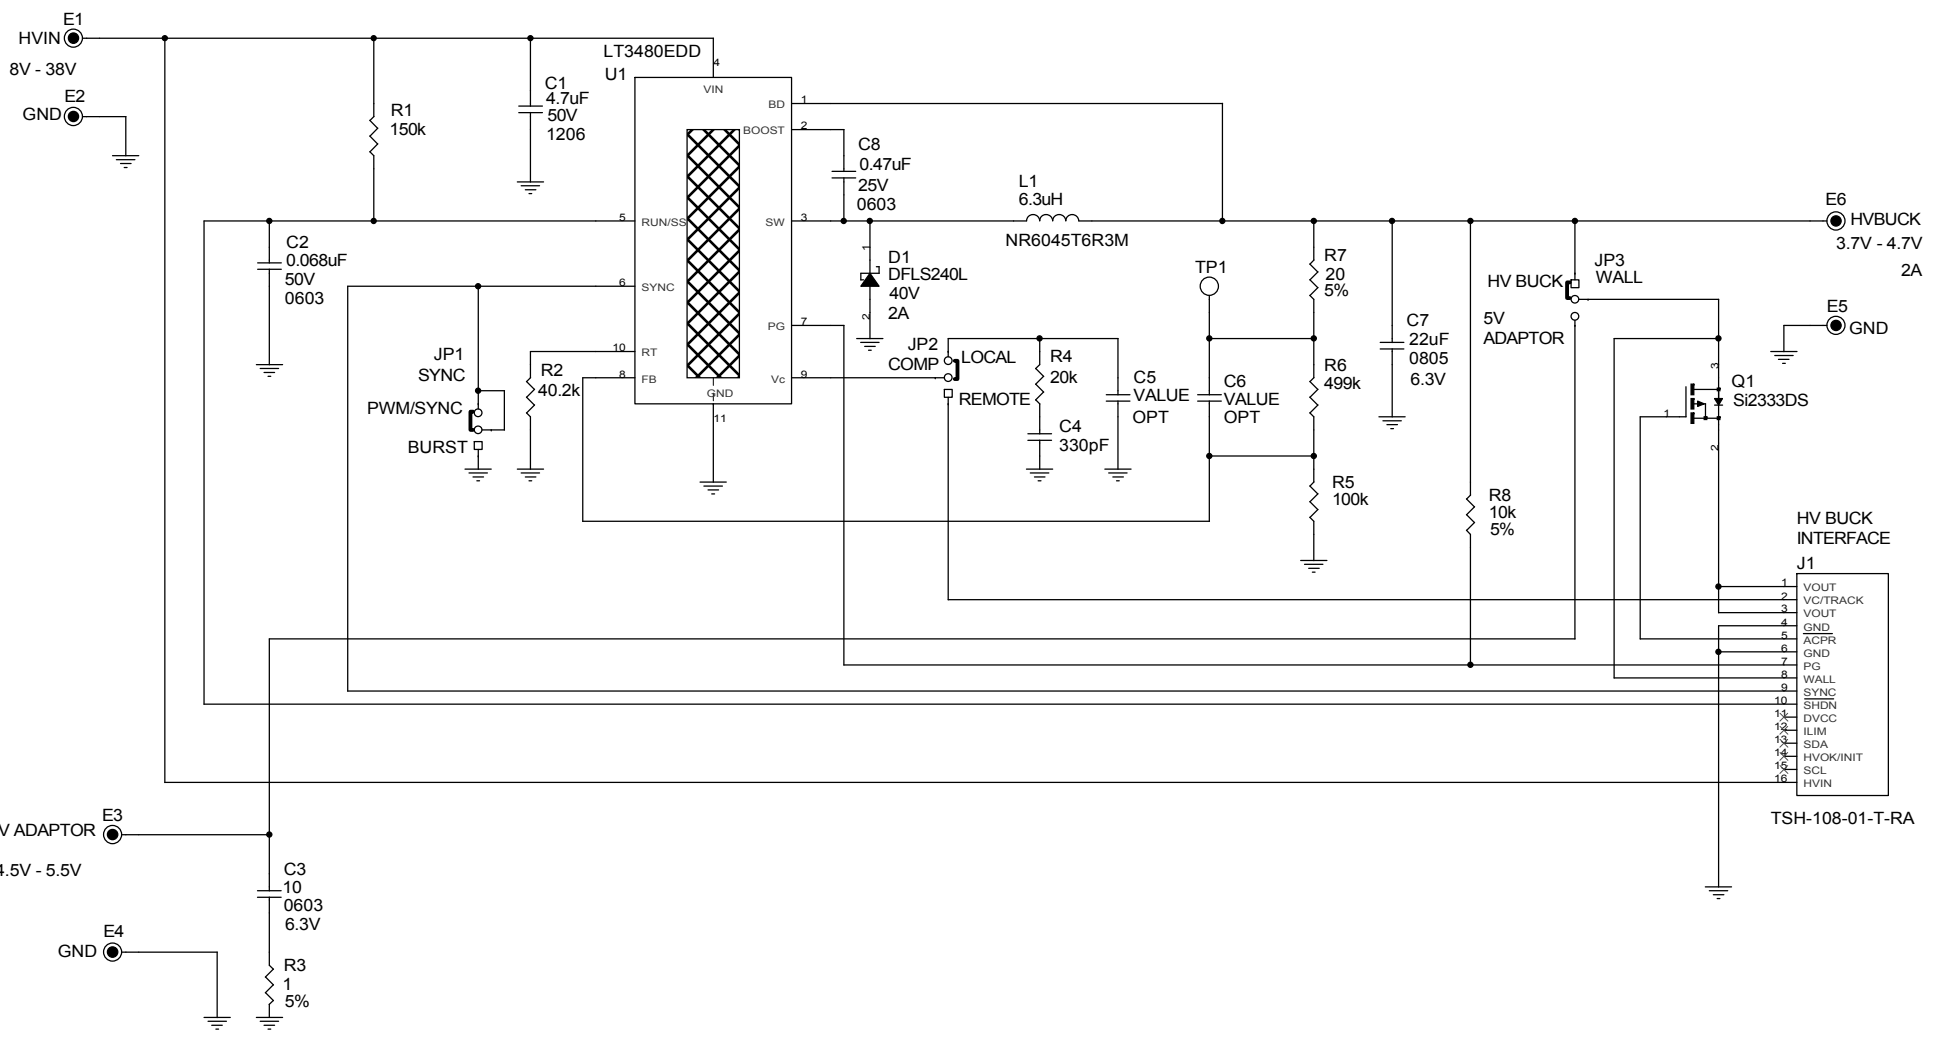 E1
HVIN
8V - 38V
E2
GND
R1
150k
C1
4.7uF
50V
1206
LT3480EDD
U1
4
VIN
BD
1
BOOST
2
C8
0.47uF
25V
0603
5
RUN/SS
SW
3
L1
6.3uH
NR6045T6R3M
C2
0.068uF
50V
0603
1
D1
DFLS240L
40V
2A
2
6
SYNC
PG
7
10
RT
8
FB
Vc
9
GND
11
JP1
SYNC
PWM/SYNC
BURST
R2
40.2k
JP2
COMP
LOCAL
REMOTE
R4
20k
C4
330pF
C5
VALUE
OPT
TP1
C6
VALUE
OPT
R7
20
5%
R6
499k
R5
100k
C7
22uF
0805
6.3V
R8
10k
5%
HV BUCK
JP3
WALL
5V
ADAPTOR
E6
HVBUCK
3.7V - 4.7V
2A
E5
GND
3
Q1
Si2333DS
1
2
HV BUCK
INTERFACE
J1
1 VOUT
2 VC/TRACK
3 VOUT
4 GND
5 ACPR
6 GND
7 PG
8 WALL
9 SYNC
10 SHDN
11 DVCC
12 ILIM
13 SDA
14 HVOK/INIT
15 SCL
16 HVIN
TSH-108-01-T-RA
V ADAPTOR
E3
4.5V - 5.5V
C3
10
0603
6.3V
E4
GND
R3
1
5%